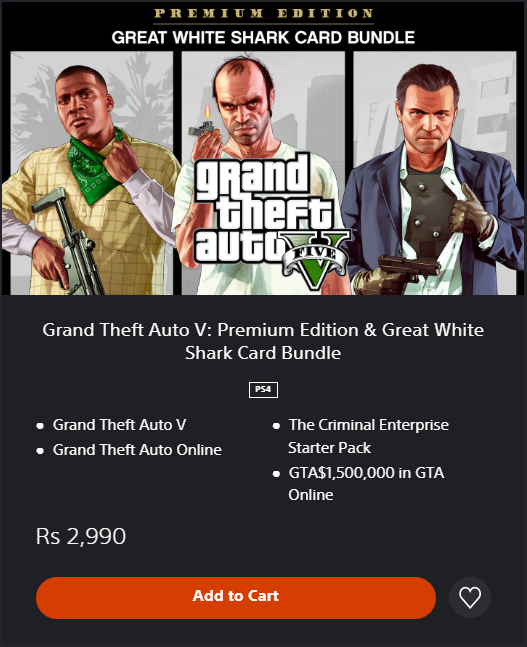 PREMIUM EDITION
GREAT WHITE SHARK CARD BUNDLE
grand
theft
auto V
FIVE
Grand Theft Auto V: Premium Edition & Great White
Shark Card Bundle
PS4
Grand Theft Auto V
Grand Theft Auto Online
The Criminal Enterprise
Starter Pack
GTA$1,500,000 in GTA
Online
Rs 2,990
Add to Cart